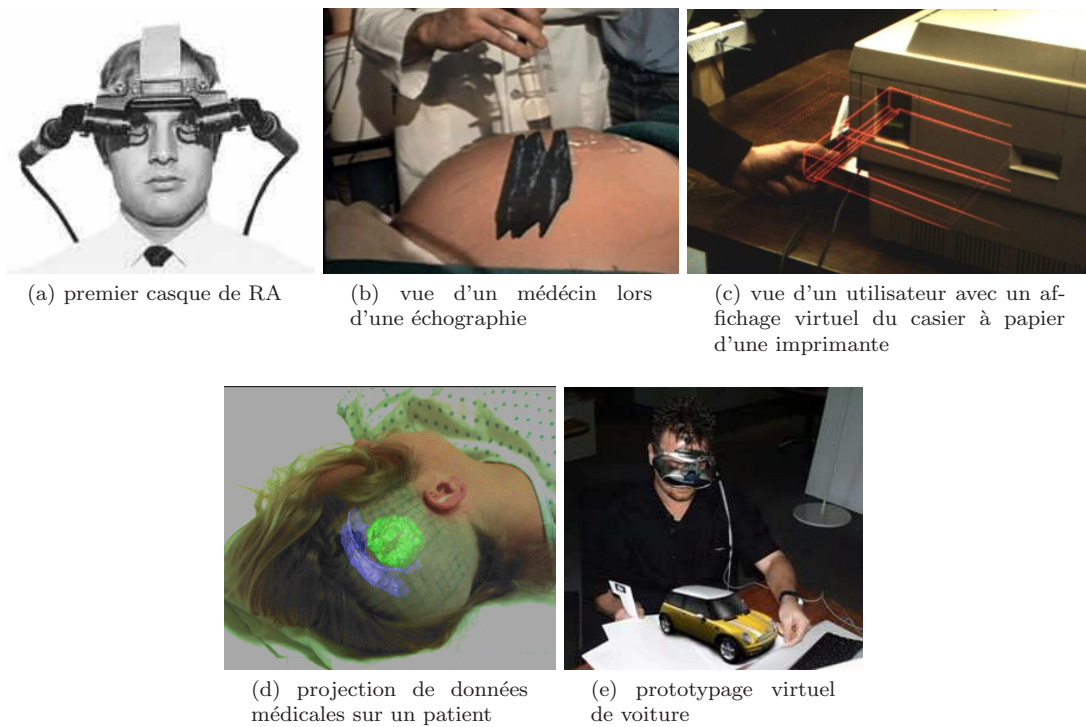 (a) premier casque de RA
(b) vue d'un médécin lors
d'une échographie
(c) vue d'un utilisateur avec un af-
fichage virtuel du casier à papier
d'une imprimante
(d) projection de données
médicales sur un patient
(e) prototypage virtuel
de voiture